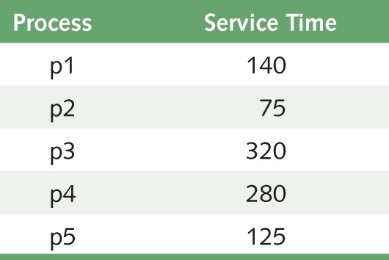 Process Service Time
p1 140
p2 75
p3 320
p4 280
p5 125